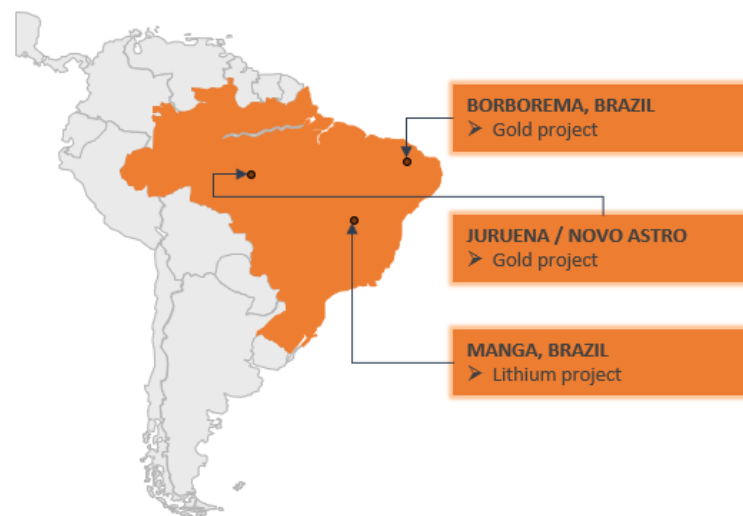 BORBOREMA, BRAZIL
➢ Gold project
JURUENA / NOVO ASTRO
➢ Gold project
MANGA, BRAZIL
➢ Lithium project